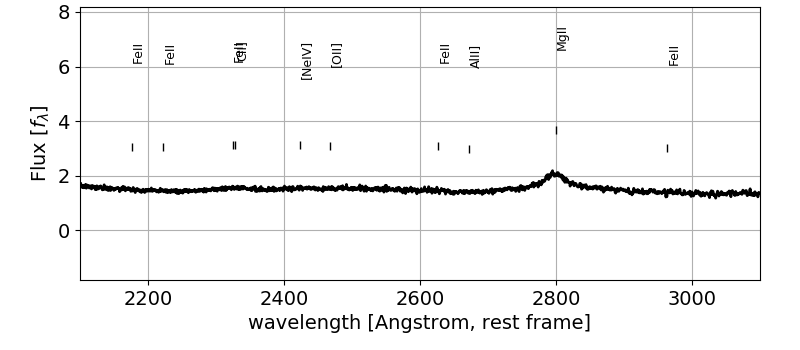 8
6
4
2
0
Flux [fλ]
FeII
FeII
FeII
CII]
[NeIV]
[OII]
FeII
AlII]
MgII
FeII
2200
2400
2600
2800
3000
wavelength [Angstrom, rest frame]